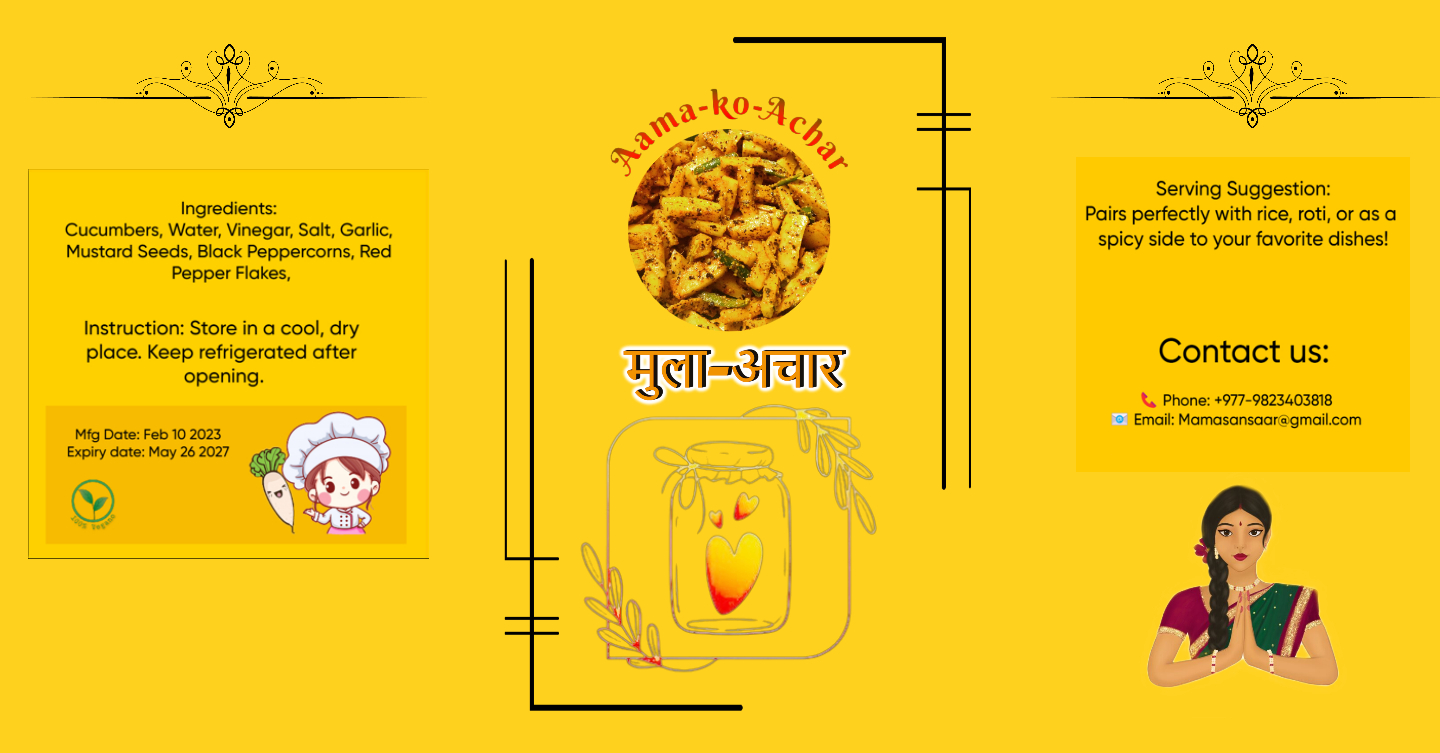 Ingredients:
Cucumbers, Water, Vinegar, Salt, Garlic,
Mustard Seeds, Black Peppercorns, Red
Pepper Flakes,
Instruction: Store in a cool, dry
place. Keep refrigerated after
opening.
Mfg Date: Feb 10 2023
Expiry date: May 26 2027
Aama-ko-Achar
मुला-अचार
Serving Suggestion:
Pairs perfectly with rice, roti, or as a
spicy side to your favorite dishes!
Contact us:
Phone: +977-9823403818
Email: Mamasansaar@gmail.com